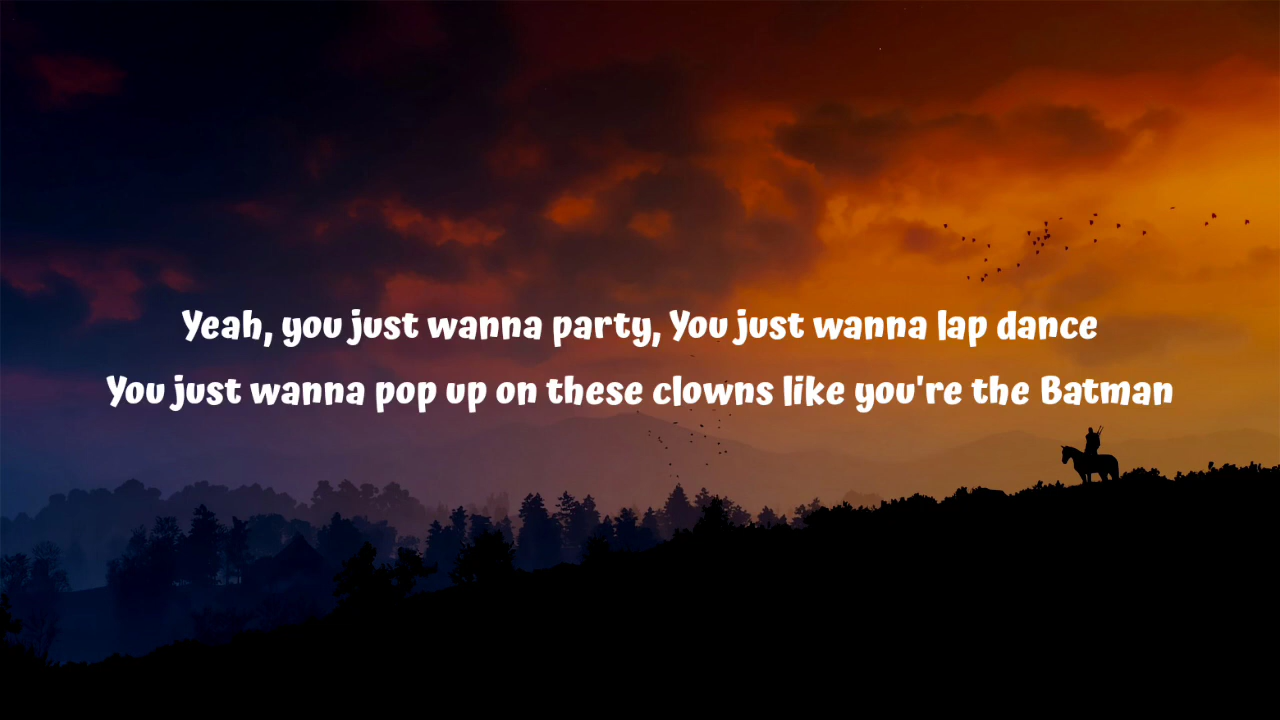 Yeah, you just wanna party, You just wanna lap dance
You just wanna pop up on these clowns like you're the Batman